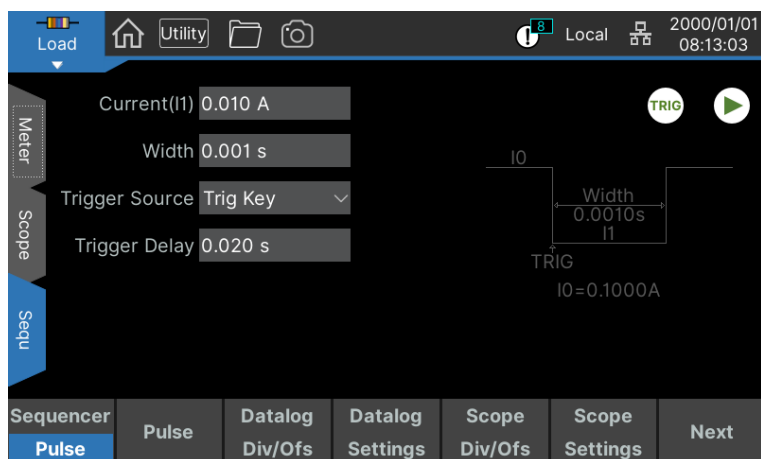 Load
Utility
8
Local
2000/01/01
08:13:03
Meter
Scope
Sequ
Current(I1) 0.010 A
Width 0.001 s
Trigger Source Trig Key
Trigger Delay 0.020 s
TRIG
I0
Width
0.0010s
I1
TRIG
I0=0.1000A
Sequencer
Pulse
Pulse
Datalog
Div/Ofs
Datalog
Settings
Scope
Div/Ofs
Scope
Settings
Next